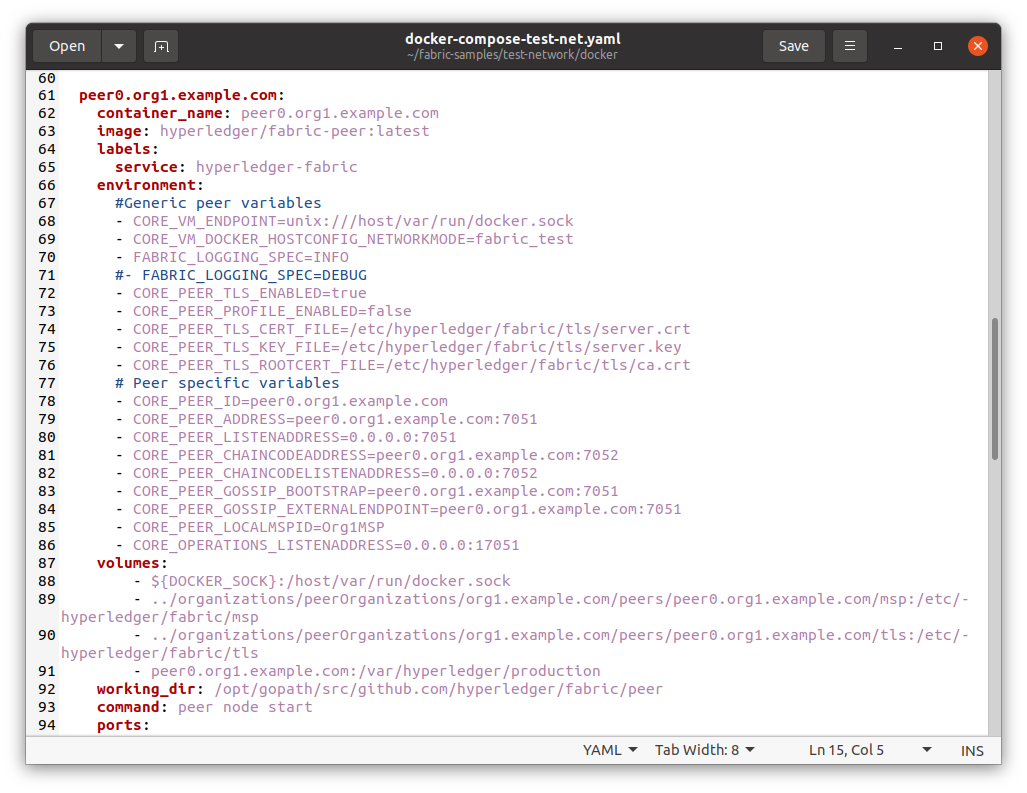 Open
docker-compose-test-net.yaml
~/fabric-samples/test-network/docker
Save
60
61 peer0.org1.example.com:
62 container_name: peer0.org1.example.com
63 image: hyperledger/fabric-peer:latest
64 labels:
65 service: hyperledger-fabric
66 environment:
67 #Generic peer variables
68 - CORE_VM_ENDPOINT=unix:///host/var/run/docker.sock
69 - CORE_VM_DOCKER_HOSTCONFIG_NETWORKMODE=fabric_test
70 - FABRIC_LOGGING_SPEC=INFO
71 #- FABRIC_LOGGING_SPEC=DEBUG
72 - CORE_PEER_TLS_ENABLED=true
73 - CORE_PEER_PROFILE_ENABLED=false
74 - CORE_PEER_TLS_CERT_FILE=/etc/hyperledger/fabric/tls/server.crt
75 - CORE_PEER_TLS_KEY_FILE=/etc/hyperledger/fabric/tls/server.key
76 - CORE_PEER_TLS_ROOTCERT_FILE=/etc/hyperledger/fabric/tls/ca.crt
77 # Peer specific variables
78 - CORE_PEER_ID=peer0.org1.example.com
79 - CORE_PEER_ADDRESS=peer0.org1.example.com:7051
80 - CORE_PEER_LISTENADDRESS=0.0.0.0:7051
81 - CORE_PEER_CHAINCODEADDRESS=peer0.org1.example.com:7052
82 - CORE_PEER_CHAINCODELISTENADDRESS=0.0.0.0:7052
83 - CORE_PEER_GOSSIP_BOOTSTRAP=peer0.org1.example.com:7051
84 - CORE_PEER_GOSSIP_EXTERNALENDPOINT=peer0.org1.example.com:7051
85 - CORE_PEER_LOCALMSPID=Org1MSP
86 - CORE_OPERATIONS_LISTENADDRESS=0.0.0.0:17051
87 volumes:
88 - ${DOCKER_SOCK}:/host/var/run/docker.sock
89 - ../organizations/peerOrganizations/org1.example.com/peers/peer0.org1.example.com/msp:/etc/-
hyperledger/fabric/msp
90 - ../organizations/peerOrganizations/org1.example.com/peers/peer0.org1.example.com/tls:/etc/-
hyperledger/fabric/tls
91 - peer0.org1.example.com:/var/hyperledger/production
92 working_dir: /opt/gopath/src/github.com/hyperledger/fabric/peer
93 command: peer node start
94 ports:
YAML Tab Width: 8 Ln 15, Col 5 INS